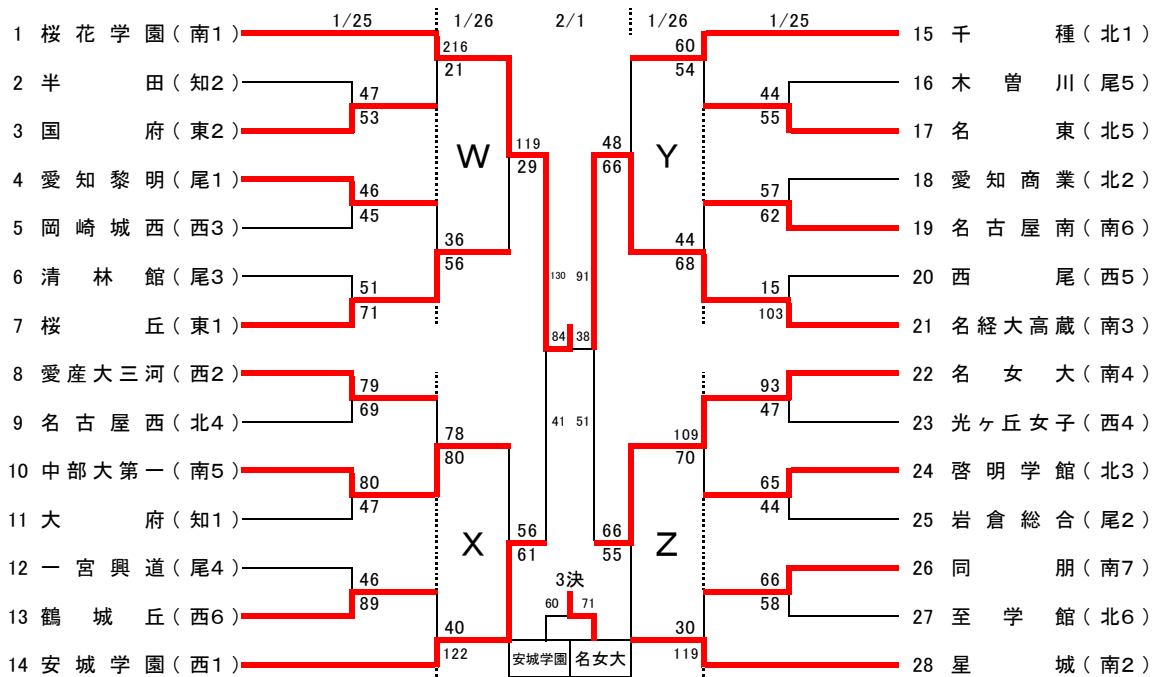 1/25 1/26 2/1 1/26 1/25
1 桜花学園(南1)
2 半田(知2)
3 国府(東2)
4 愛知黎明(尾1)
5 岡崎城西(西3)
6 清林館(尾3)
7 桜丘(東1)
8 愛産大三河(西2)
9 名古屋西(北4)
10 中部大第一(南5)
11 大府(知1)
12 一宮興道(尾4)
13 鶴城丘(西6)
14 安城学園(西1)
47
53
46
45
51
71
79
69
80
47
46
89
216
21
36
56
78
80
40
122
W
X
119
29
56
61
130 91
84 38
41 51
3決
60 71
安城学園 名女大
48
66
66
55
Y
Z
60
54
44
68
109
70
30
119
44
55
57
62
15
103
93
47
65
44
66
58
15 千種(北1)
16 木曽川(尾5)
17 名東(北5)
18 愛知商業(北2)
19 名古屋南(南6)
20 西尾(西5)
21 名経大高蔵(南3)
22 名女大(南4)
23 光ヶ丘女子(西4)
24 啓明学館(北3)
25 岩倉総合(尾2)
26 同朋(南7)
27 至学館(北6)
28 星城(南2)